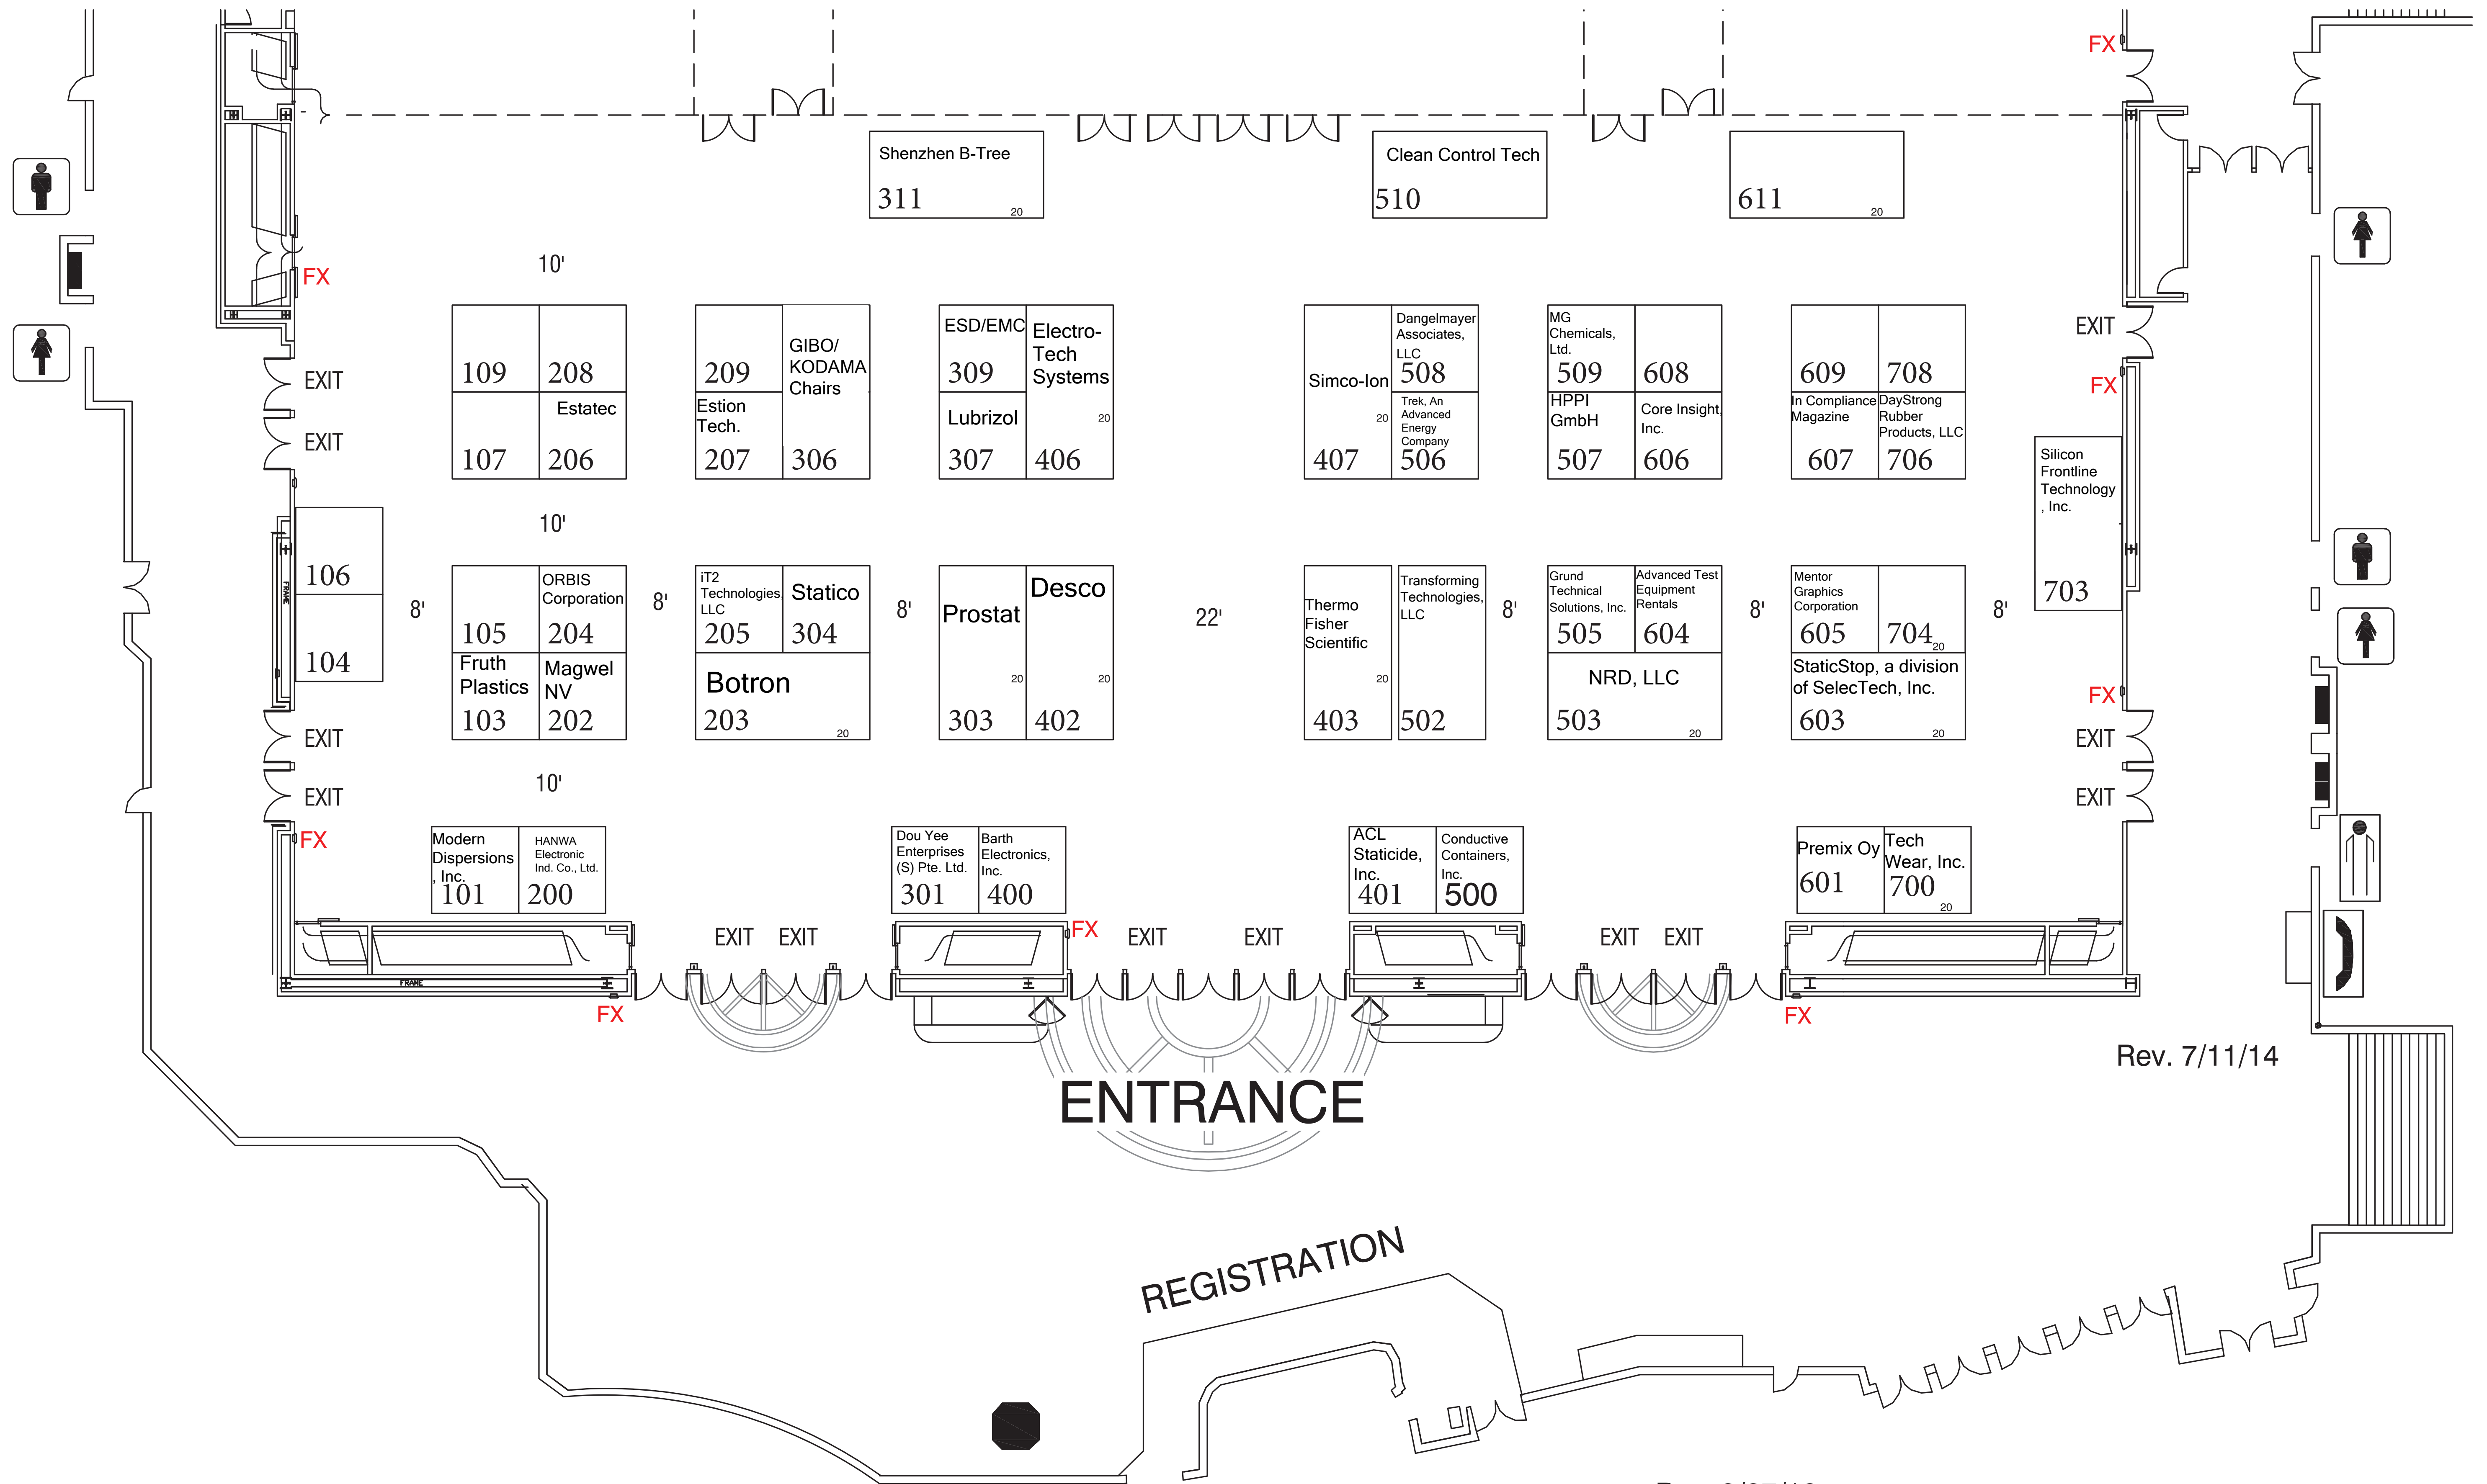 FX
Shenzhen B-Tree
311
20
Clean Control Tech
510
611
20
10'
FX
EXIT
EXIT
109
208
107
Estatec
206
209
GIBO/
KODAMA
Chairs
306
Estion
Tech.
207
ESD/EMC
309
Lubrizol
307
Electro-
Tech
Systems
20
406
Simco-Ion
20
407
Dangelmayer
Associates,
LLC
508
Trek, An
Advanced
Energy
Company
506
MG
Chemicals,
Ltd.
509
608
HPPI
GmbH
507
Core Insight,
Inc.
606
609
708
In Compliance
Magazine
607
DayStrong
Rubber
Products, LLC
706
EXIT
FX
Silicon
Frontline
Technology
, Inc.
703
10'
106
104
FRAME
8'
105
ORBIS
Corporation
204
Fruth
Plastics
103
Magwel
NV
202
8'
iT2
Technologies,
LLC
205
Statico
304
Botron
203
20
8'
Prostat
20
303
Desco
20
402
22'
Thermo
Fisher
Scientific
20
403
Transforming
Technologies,
LLC
502
8'
Grund
Technical
Solutions, Inc.
505
Advanced Test
Equipment
Rentals
604
NRD, LLC
503
20
8'
Mentor
Graphics
Corporation
605
704
20
StaticStop, a division
of SelecTech, Inc.
603
20
8'
FX
EXIT
EXIT
EXIT
EXIT
10'
FX
Modern
Dispersions
, Inc.
101
HANWA
Electronic
Ind. Co., Ltd.
200
Dou Yee
Enterprises
(S) Pte. Ltd.
301
Barth
Electronics,
Inc.
400
ACL
Staticide,
Inc.
401
Conductive
Containers,
Inc.
500
Premix Oy
601
Tech
Wear, Inc.
700
20
EXIT EXIT
FX
EXIT
EXIT
EXIT EXIT
FRAME
FX
FX
Rev. 7/11/14
ENTRANCE
REGISTRATION